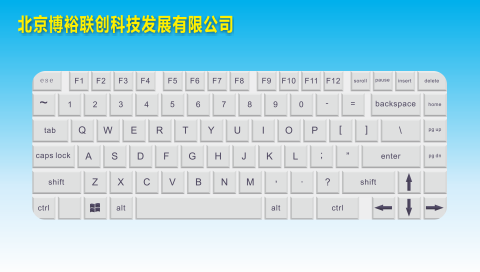 北京博裕联创科技发展有限公司
F1 F2 F3 F4 F5 F6 F7 F8 F9 F10 F11 F12 scroll pause insert delete
~ 1 2 3 4 5 6 7 8 9 0 - = backspace home
tab Q W E R T Y U I O P [ ] \ pg up
caps lock A S D F G H J K L ; " enter pg dn
shift Z X C V B N M , . ? shift
ctrl alt alt ctrl